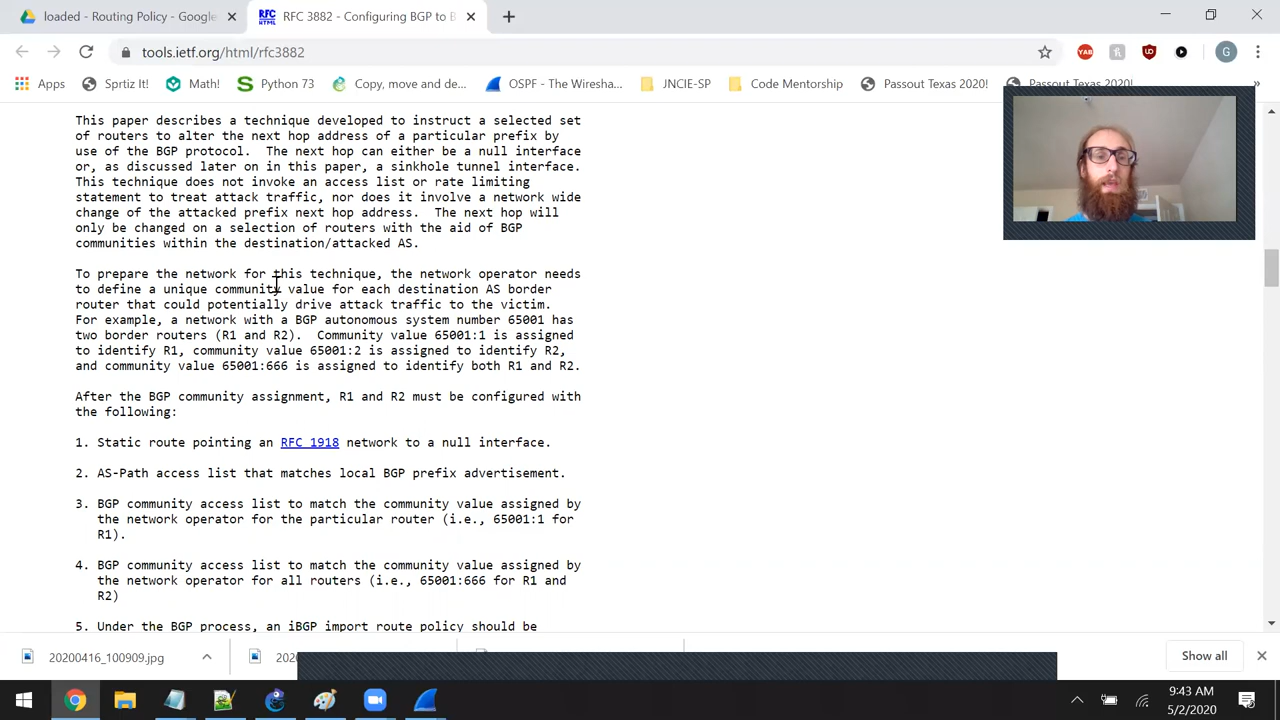 loaded - Routing Policy - Google
RFC 3882 - Configuring BGP to B
tools.ietf.org/html/rfc3882
G
Apps
Sprtiz It!
Math!
Python 73
Copy, move and de...
OSPF - The Wiresha...
JNCIE-SP
Code Mentorship
Passout Texas 2020!
Passout Texas 2020!
»
This paper describes a technique developed to instruct a selected set
of routers to alter the next hop address of a particular prefix by
use of the BGP protocol.  The next hop can either be a null interface
or, as discussed later on in this paper, a sinkhole tunnel interface.
This technique does not invoke an access list or rate limiting
statement to treat attack traffic, nor does it involve a network wide
change of the attacked prefix next hop address.  The next hop will
only be changed on a selection of routers with the aid of BGP
communities within the destination/attacked AS.
To prepare the network for this technique, the network operator needs
to define a unique community value for each destination AS border
router that could potentially drive attack traffic to the victim.
For example, a network with a BGP autonomous system number 65001 has
two border routers (R1 and R2).  Community value 65001:1 is assigned
to identify R1, community value 65001:2 is assigned to identify R2,
and community value 65001:666 is assigned to identify both R1 and R2.
After the BGP community assignment, R1 and R2 must be configured with
the following:
1. Static route pointing an RFC 1918 network to a null interface.
2. AS-Path access list that matches local BGP prefix advertisement.
3. BGP community access list to match the community value assigned by
the network operator for the particular router (i.e., 65001:1 for
R1).
4. BGP community access list to match the community value assigned by
the network operator for all routers (i.e., 65001:666 for R1 and
R2)
5. Under the BGP process, an iBGP import route policy should be
20200416_100909.jpg
Show all
9:43 AM
5/2/2020